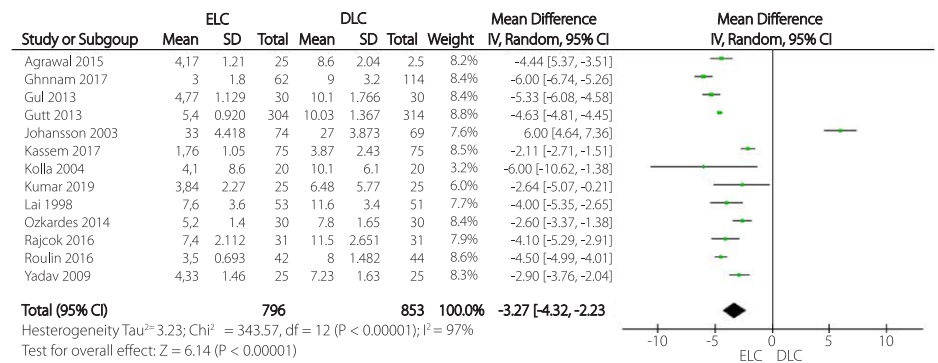 ELC DLC Mean Difference Mean Difference
Study or Subgoup Mean SD Total Mean SD Total Weight IV, Random, 95% CI IV, Random, 95% CI
Agrawal 2015 4,17 1.21 25 8.6 2.04 2.5 8.2% -4.44 [5.37, -3.51]
Ghnnam 2017 3 1.8 62 9 3.2 114 8.4% -6.00 [-6.74, -5.26]
Gul 2013 4,77 1.129 30 10.1 1.766 30 8.4% -5.33 [-6.08, -4.58]
Gutt 2013 5,4 0.920 304 10.03 1.367 314 8.8% -4.63 [-4.81, -4.45]
Johansson 2003 33 4.418 74 27 3.873 69 7.6% 6.00 [4.64, 7.36]
Kassem 2017 1,76 1.05 75 3.87 2.43 75 8.5% -2.11 [-2.71, -1.51]
Kolla 2004 4,1 8.6 20 10.1 6.1 20 3.2% -6.00 [-10.62, -1.38]
Kumar 2019 3,84 2.27 25 6.48 5.77 25 6.0% -2.64 [-5.07, -0.21]
Lai 1998 7,6 3.6 53 11.6 3.4 51 7.6% -4.00 [-5.35, -2.65]
Ozkardes 2014 5,2 1.4 30 7.8 1.65 30 8.4% -2.60 [-3.37, -1.38]
Rajcok 2016 7,4 2.112 31 11.5 2.651 31 7.9% -4.10 [-5.29, -2.91]
Roulin 2016 3,5 0.693 42 8 1.482 44 8.6% -4.50 [-4.99, -4.01]
Yadav 2009 4,33 1.46 25 7.23 1.63 25 8.3% -2.90 [-3.76, -2.04]
Total (95% CI) 796 853 100.0% -3.27 [-4.32, -2.23
Hesterogeneity Tau²= 3.23; Chi² = 343.57, df = 12 (P < 0.00001); I² = 97%
Test for overall effect: Z = 6.14 (P < 0.00001)
-10 -5 0 5 10
ELC DLC